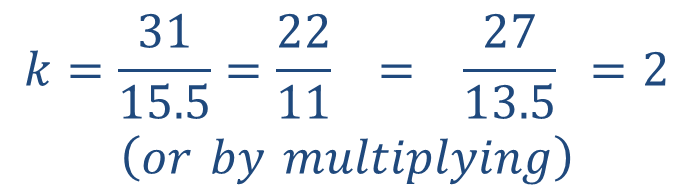 k = 31/15.5 = 22/11 = 27/13.5 = 2
(or by multiplying)